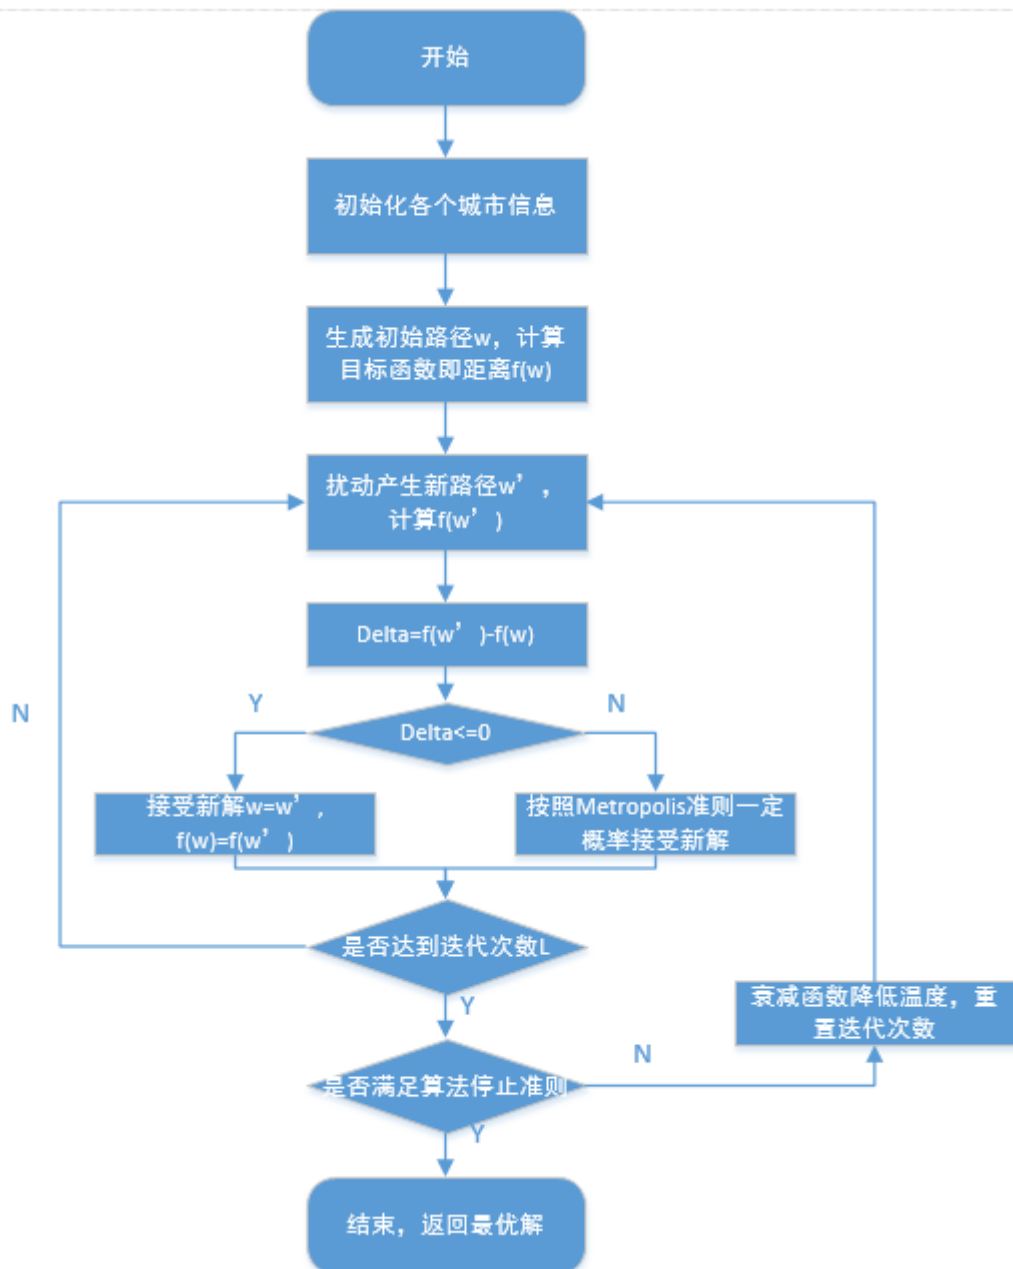 开始
初始化各个城市信息
生成初始路径w，计算
目标函数即距离f(w)
扰动产生新路径w’，
计算f(w’)
Delta=f(w’)-f(w)
Y
N
N
Delta<=0
接受新解w=w’,
f(w)=f(w’)
按照Metropolis准则一定
概率接受新解
是否达到迭代次数L
Y
衰减函数降低温度，重
置迭代次数
N
是否满足算法停止准则
Y
结束，返回最优解